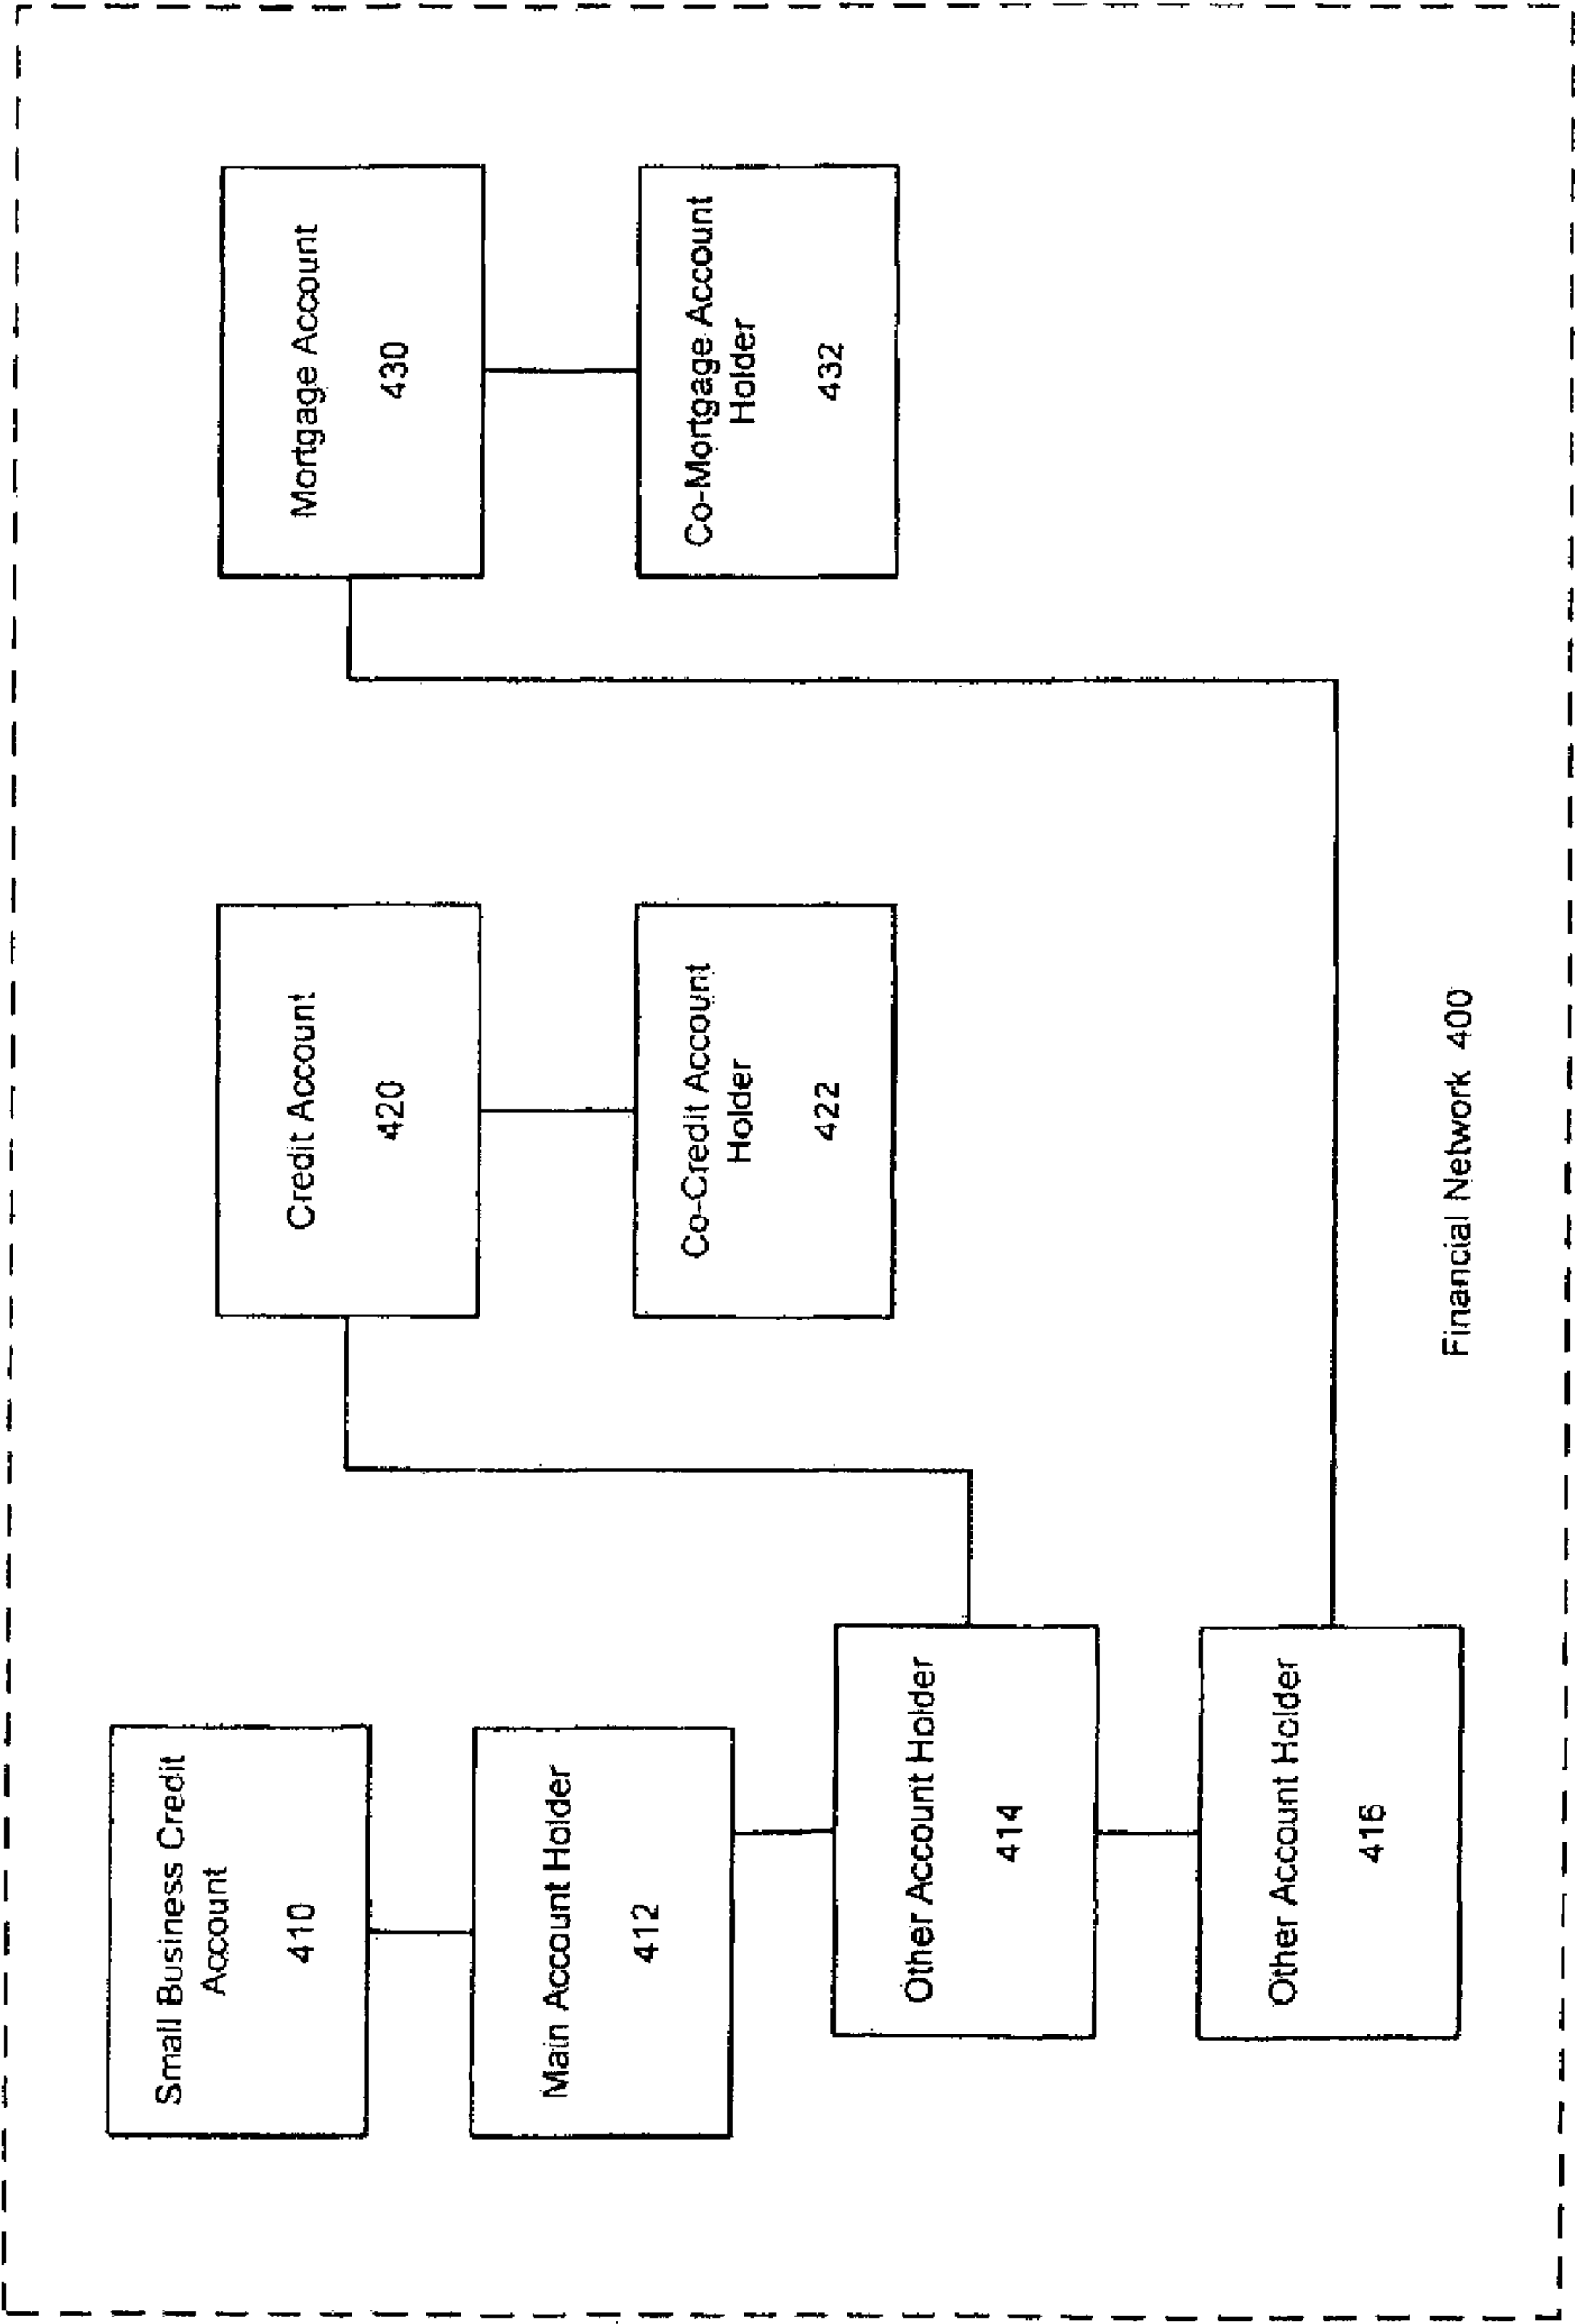 Small Business Credit
Account
410
Main Account Holder
412
Other Account Holder
414
Other Account Holder
416
Credit Account
420
Co-Credit Account
Holder
422
Mortgage Account
430
Co-Mortgage Account
Holder
432
Financial Network 400